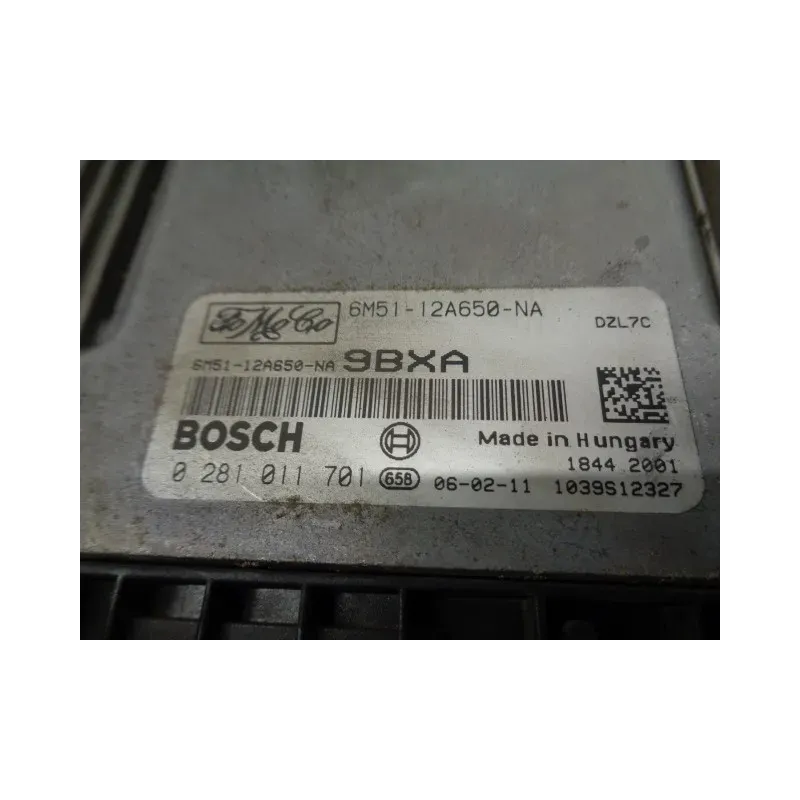 FoMoCo 6M51-12A650-NA DZL7C
6M51-12A650-NA 9BXA
BOSCH Made in Hungary
1844 2001
0 281 011 701 658 06-02-11 1039S12327